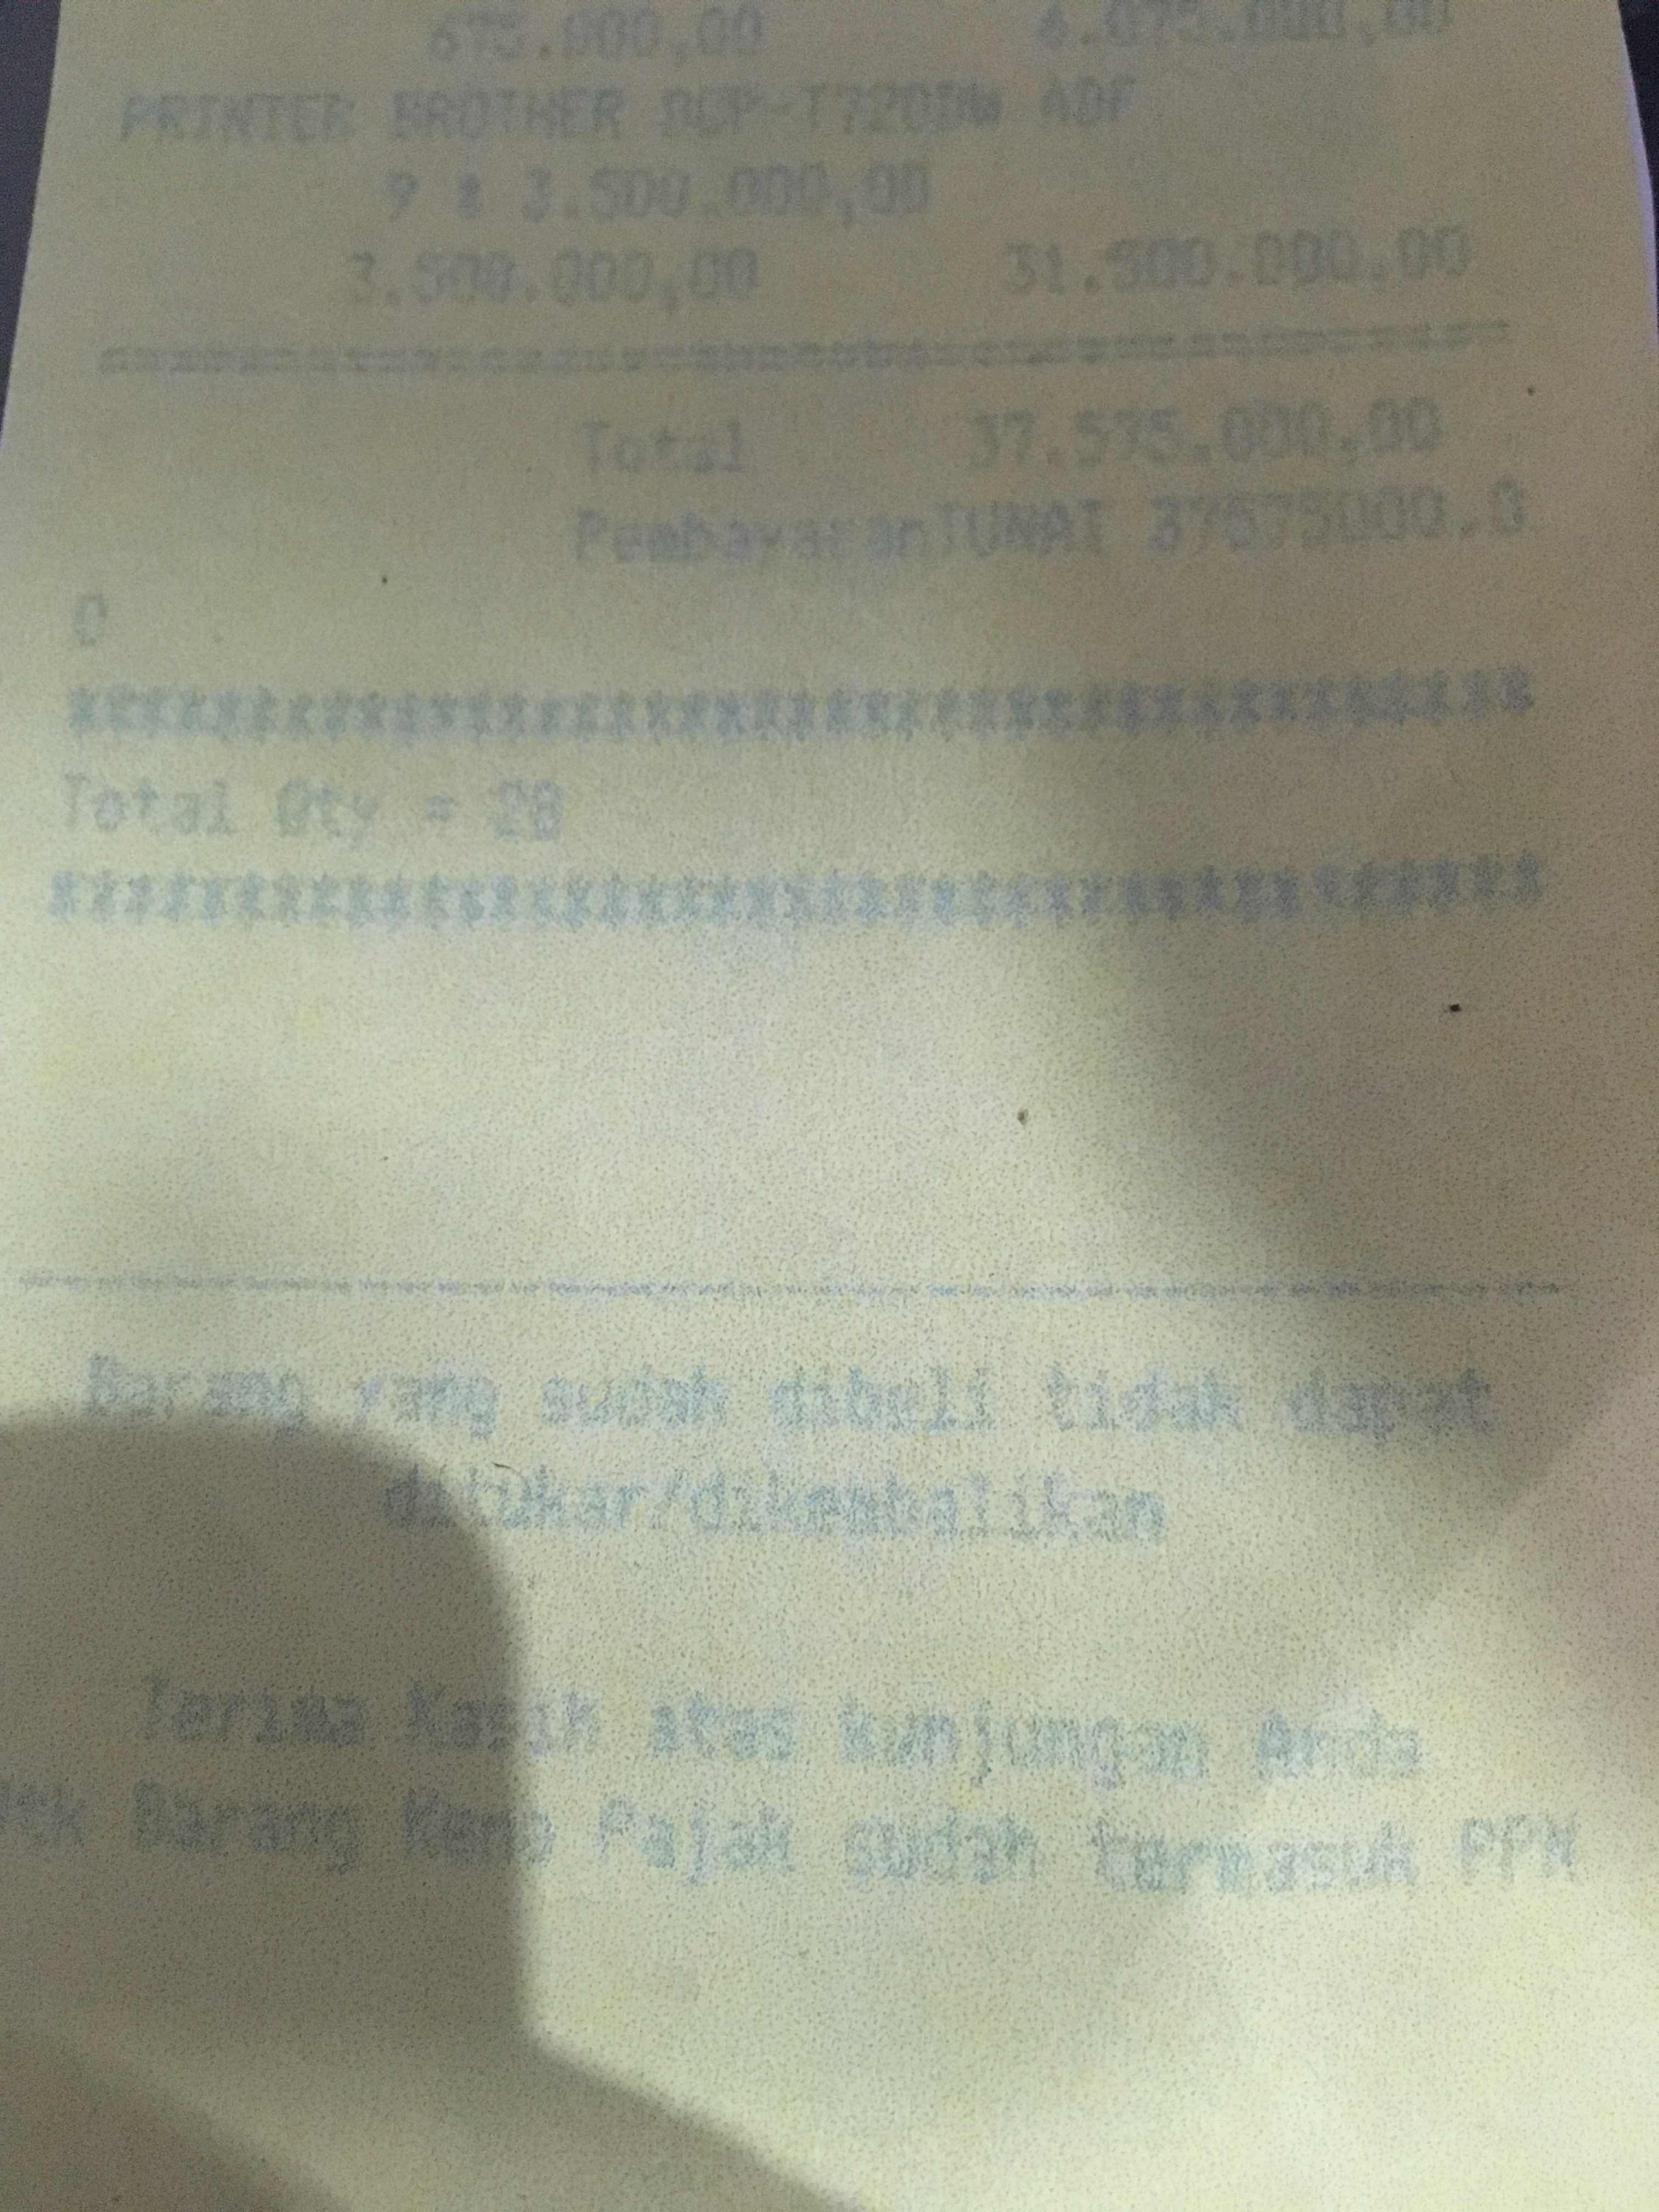 675.000,00 6.075.000,00
PRINTER BROTHER DCP-T720DW ADF
9 x 3.500.000,00
3.500.000,00 31.500.000,00
========================================
Total 37.575.000,00
PembayaranTUNAI 37575000.0
0
****************************************
Total Qty = 28
****************************************
----------------------------------------
Barang yang sudah dibeli tidak dapat
ditukar/dikembalikan
Terima Kasih atas kunjungan Anda
Utk Barang Kena Pajak sudah termasuk PPN